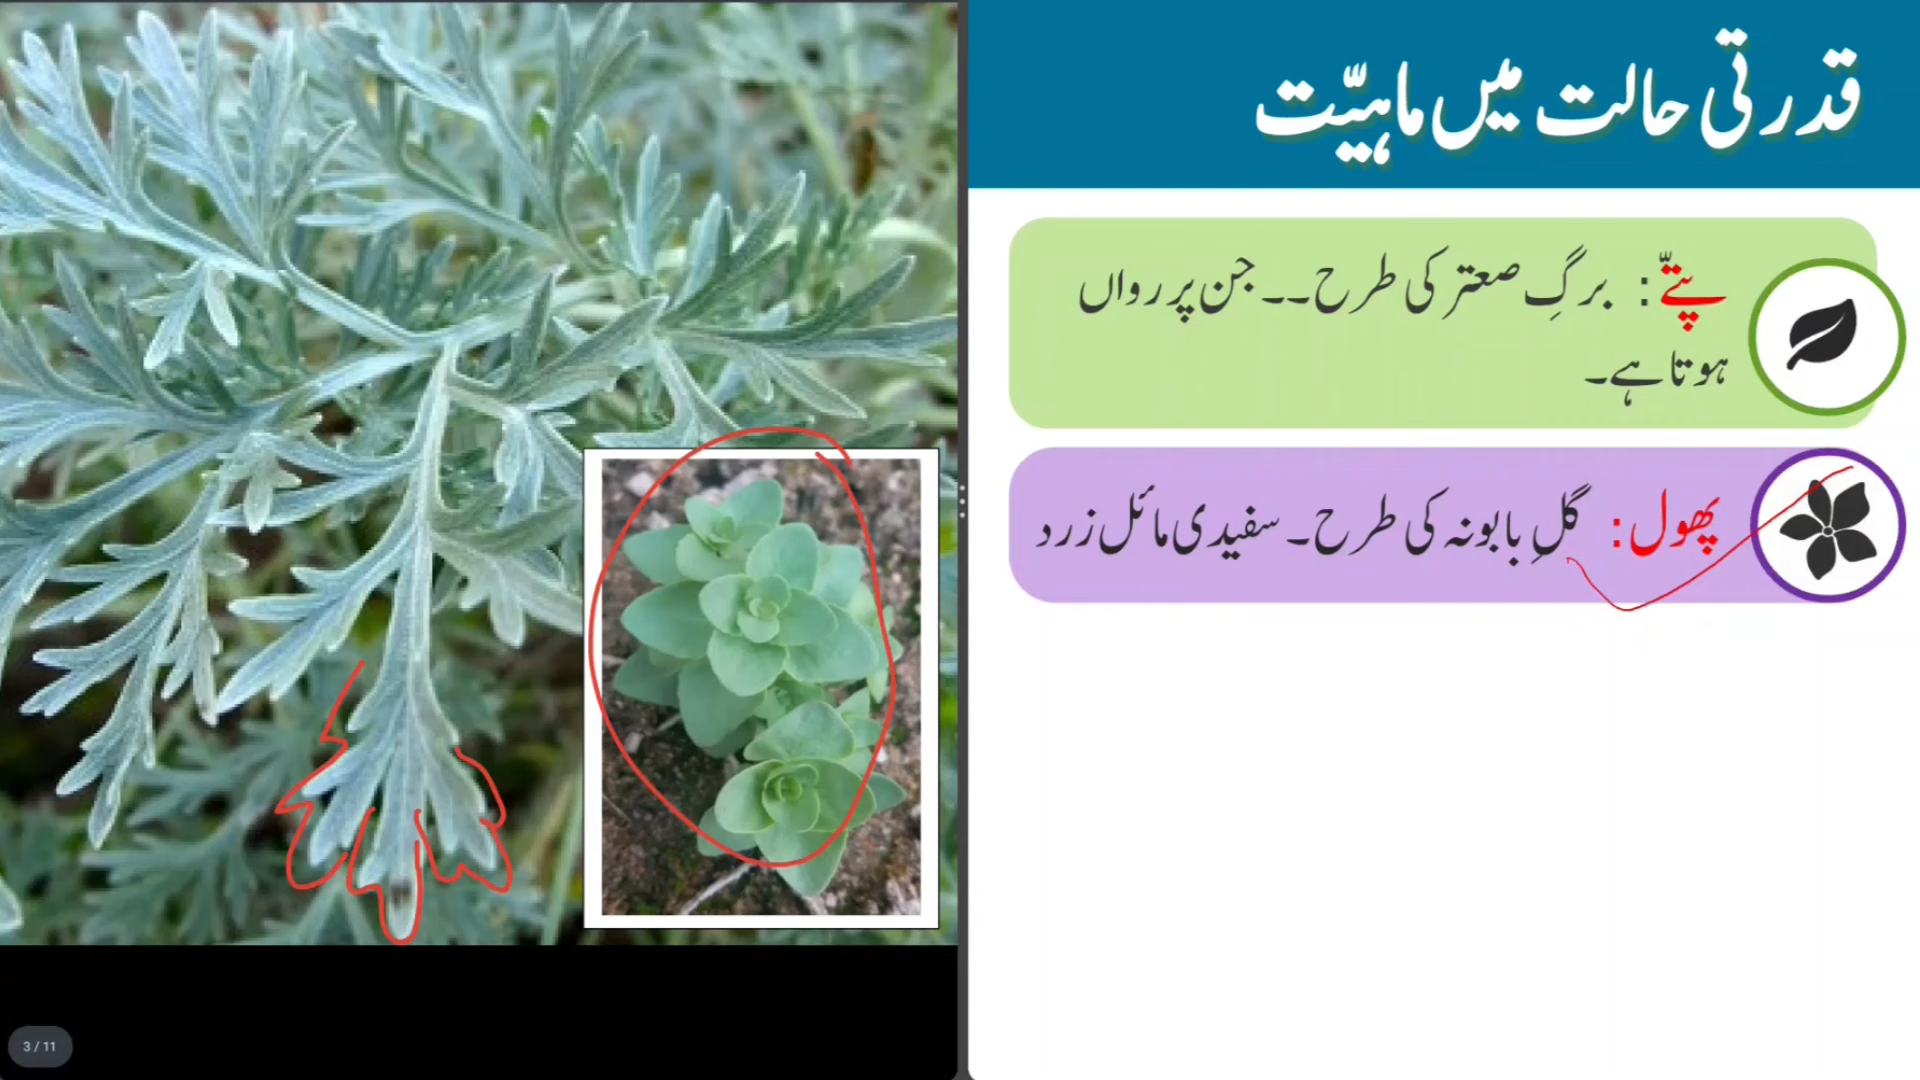 قدرتی حالت میں ماہیّت
پتّے: برگِ صعتر کی طرح۔۔ جن پر رواں
ہوتا ہے۔
پھول: گلِ بابونہ کی طرح۔ سفیدی مائل زرد
3 / 11